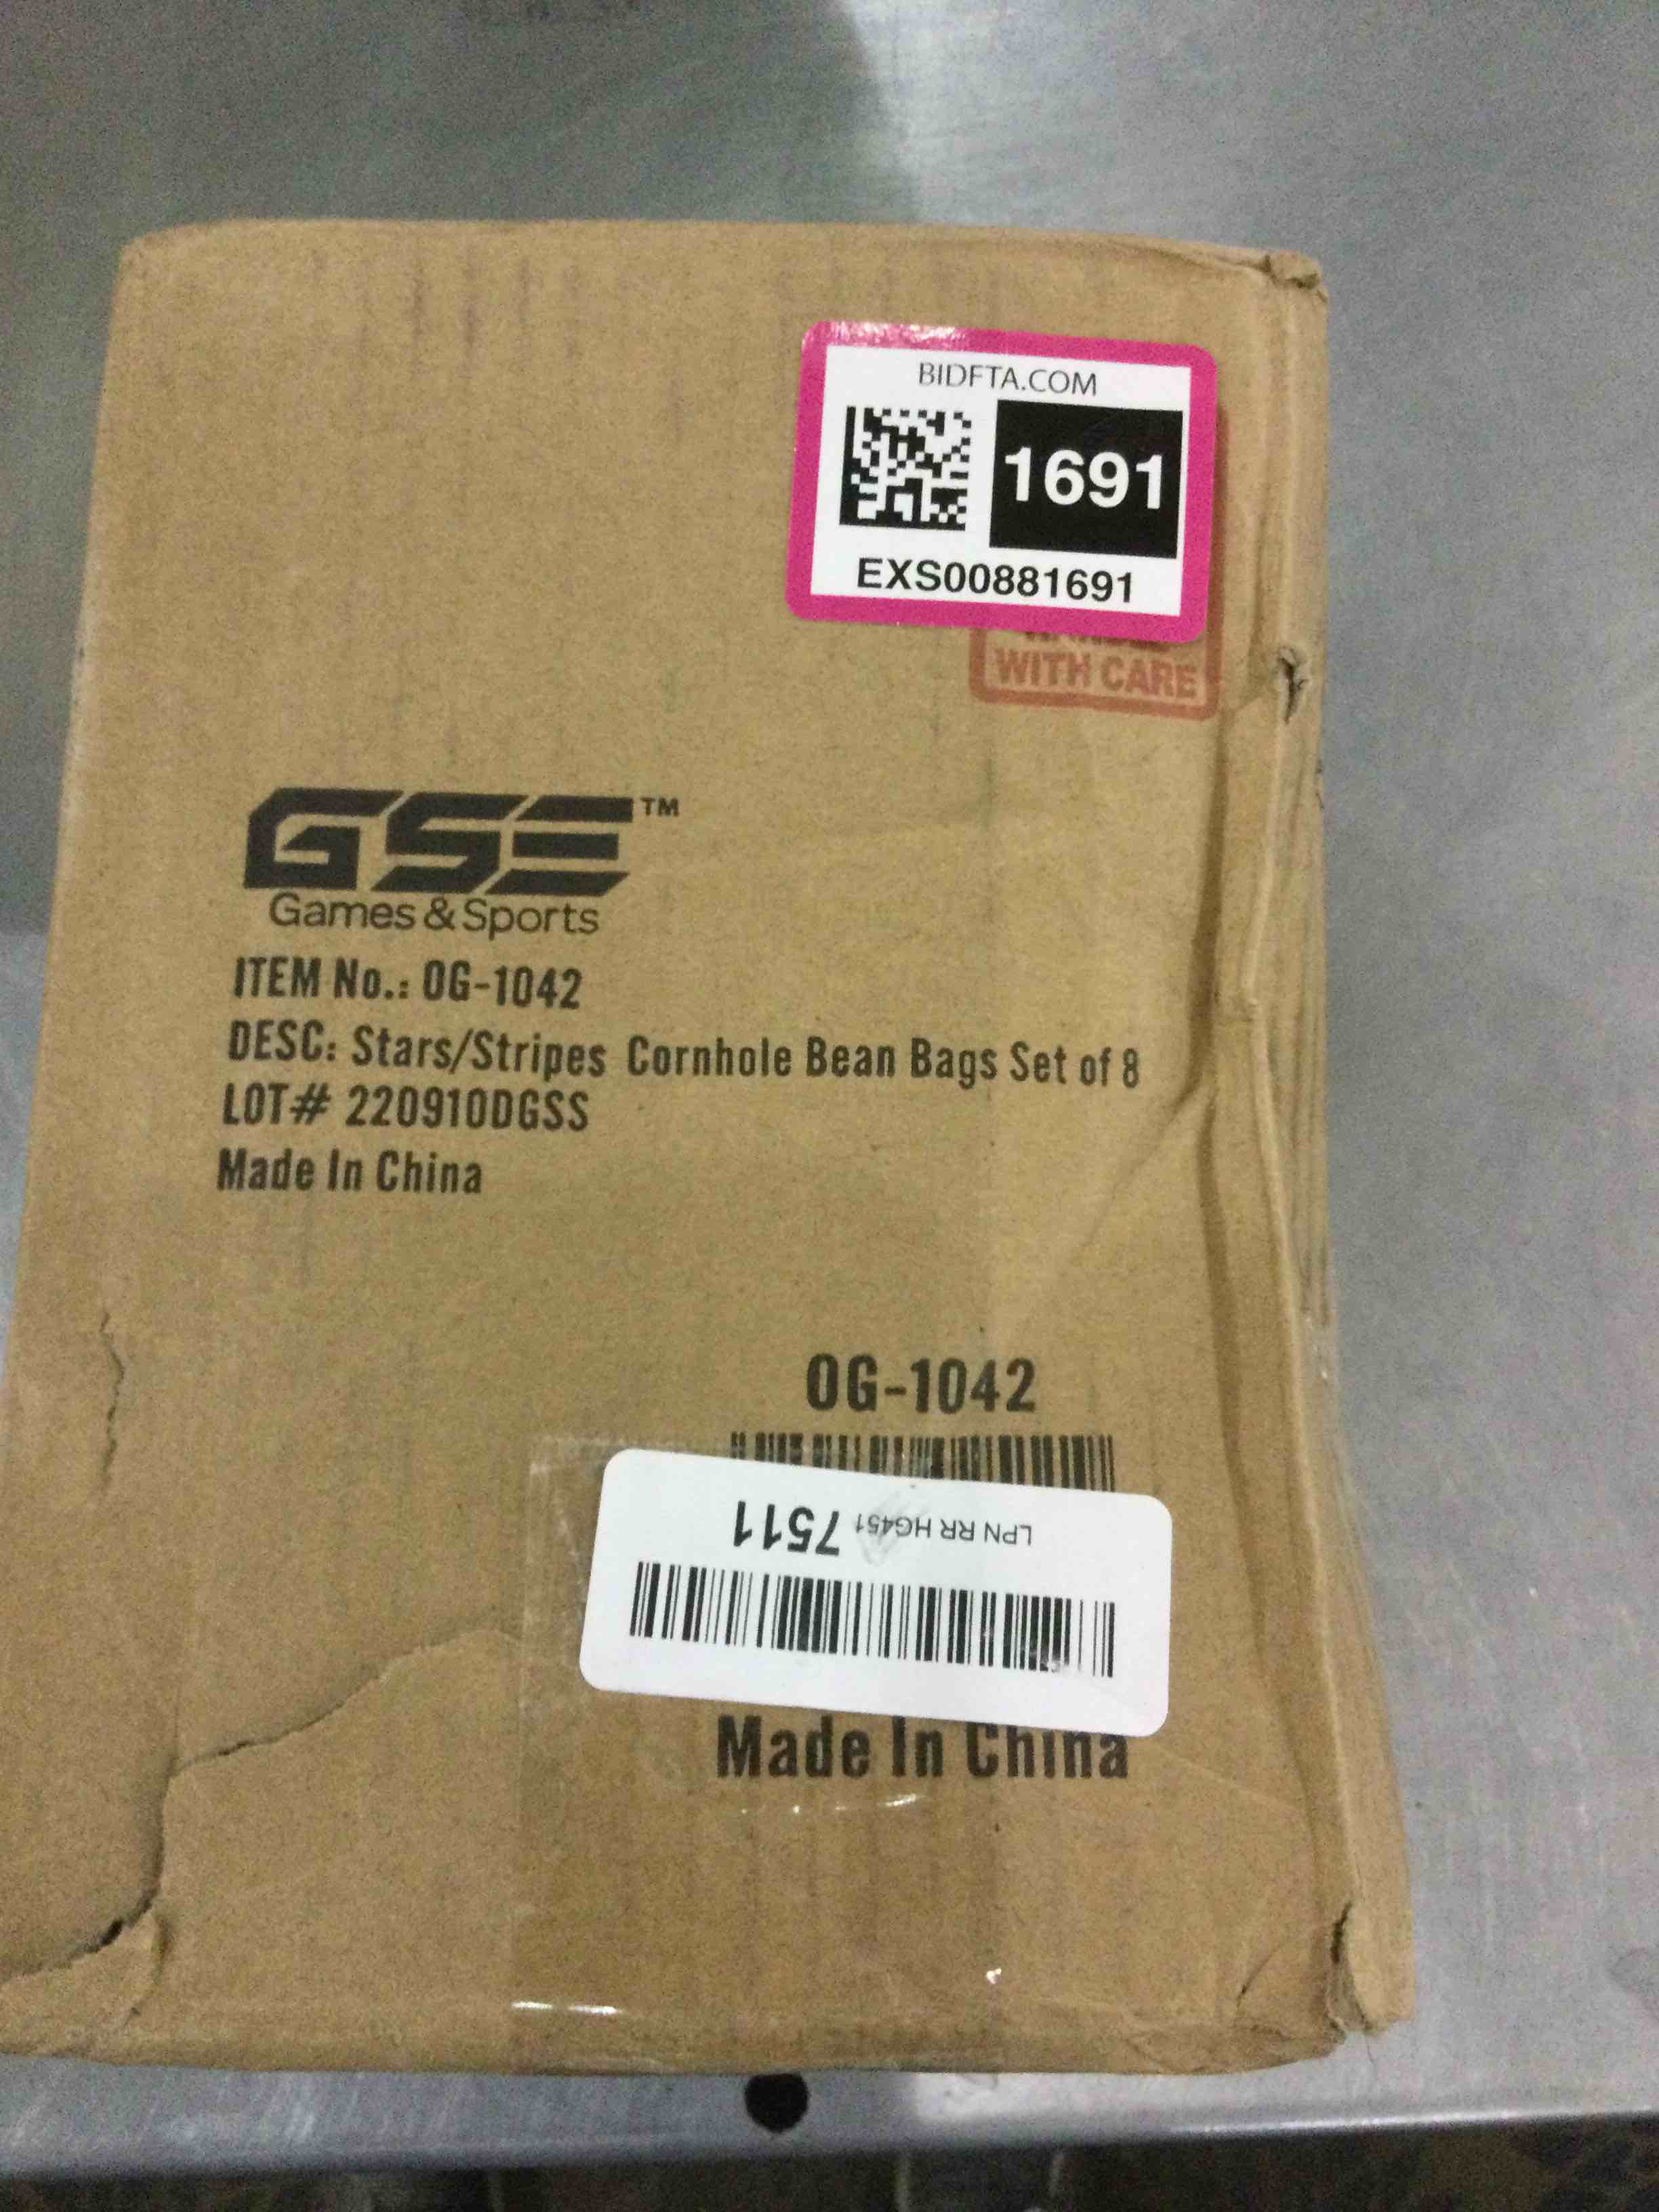 BIDFTA.COM
1691
EXS00881691
WITH CARE
GSE™
Games & Sports
ITEM No.: OG-1042
DESC: Stars/Stripes Cornhole Bean Bags Set of 8
LOT# 220910DGSS
Made In China
OG-1042
LPN RR HG451 7511
Made In China